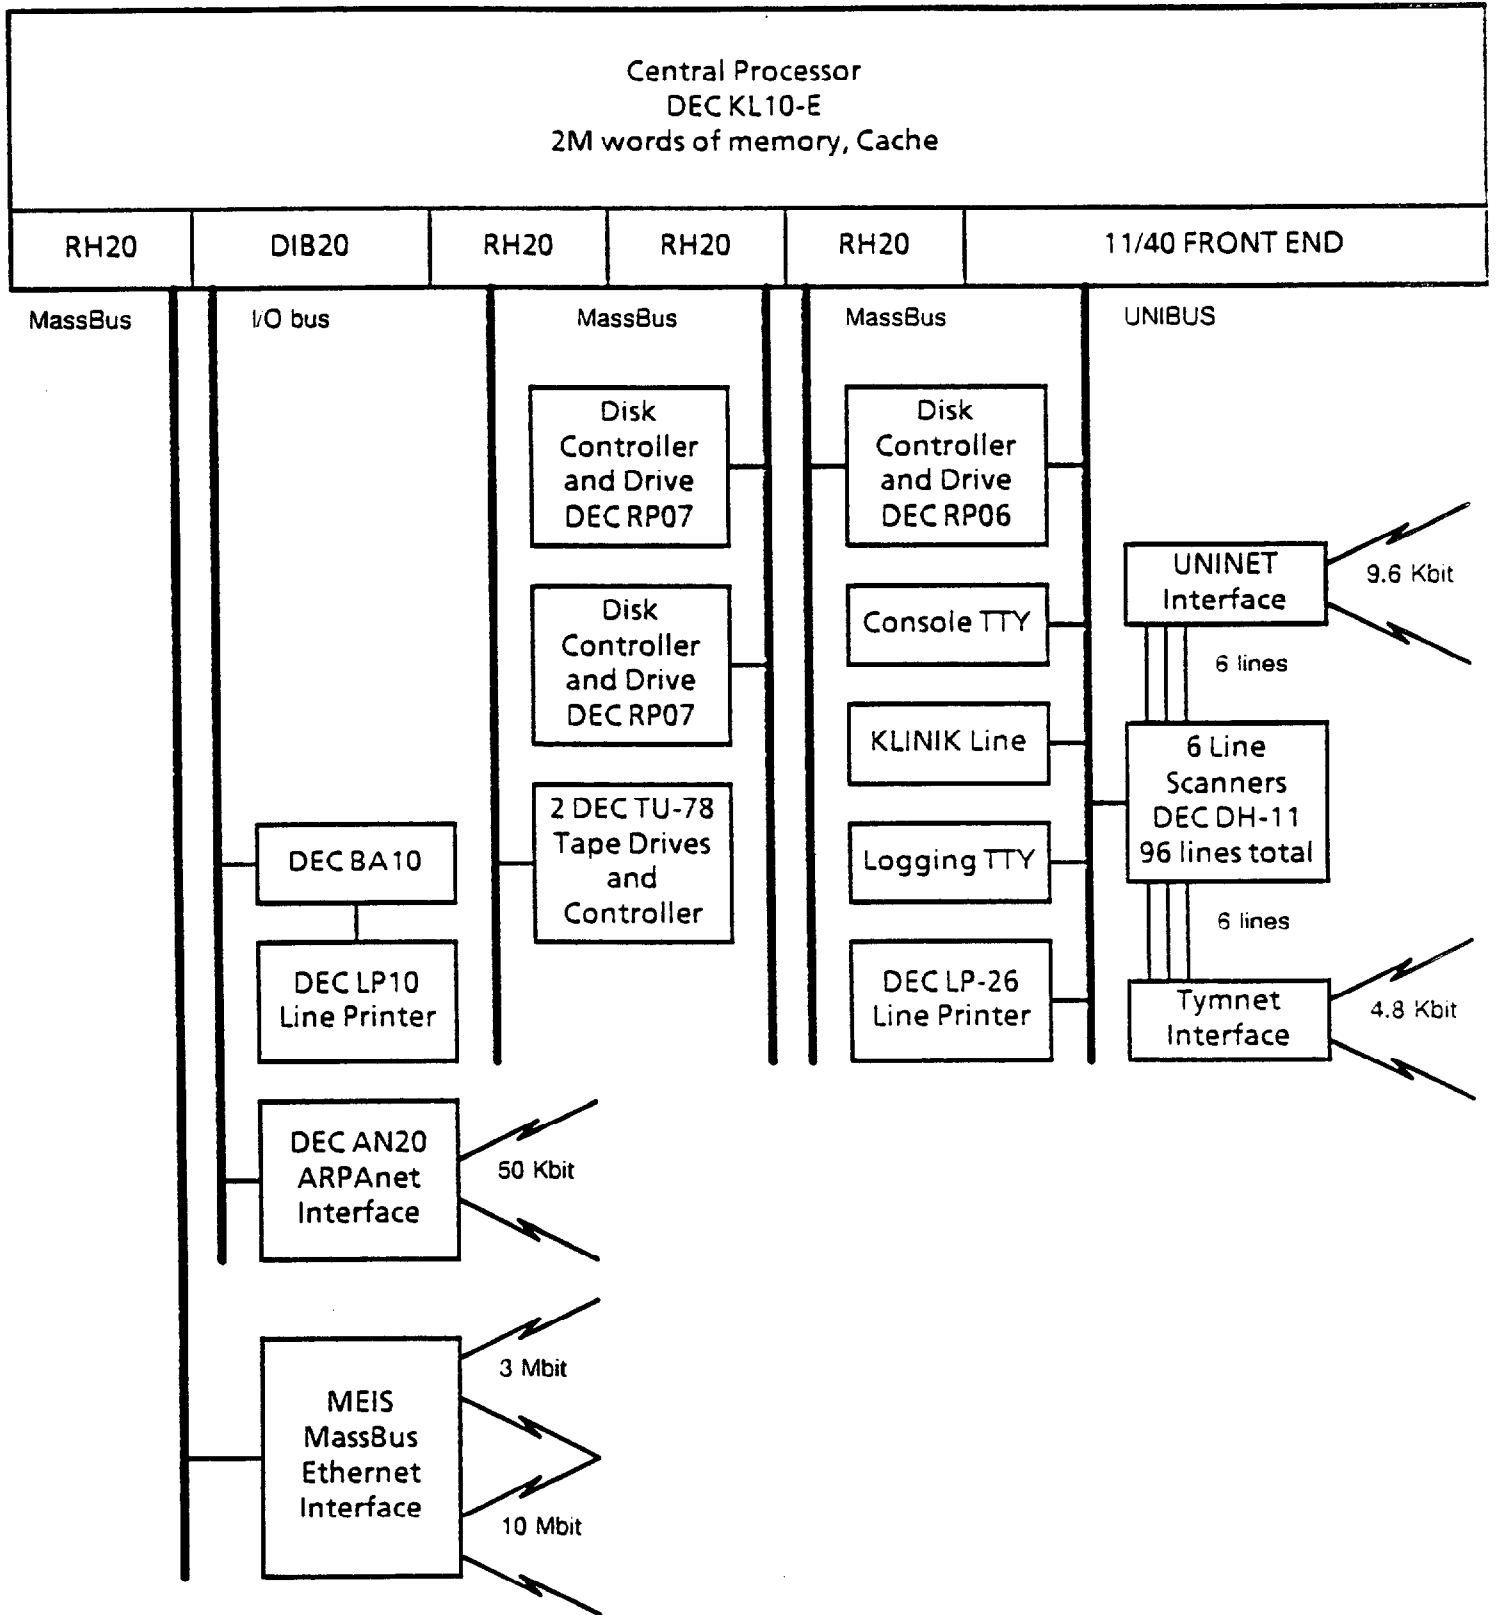 Central Processor
DEC KL10-E
2M words of memory, Cache
RH20
DIB20
RH20
RH20
RH20
11/40 FRONT END
MassBus
I/O bus
MassBus
MassBus
UNIBUS
Disk
Controller
and Drive
DEC RP07
Disk
Controller
and Drive
DEC RP06
UNINET
Interface
9.6 Kbit
Disk
Controller
and Drive
DEC RP07
Console TTY
6 lines
KLINIK Line
6 Line
Scanners
DEC DH-11
96 lines total
2 DEC TU-78
Tape Drives
and
Controller
DEC BA10
Logging TTY
6 lines
DEC LP10
Line Printer
DEC LP-26
Line Printer
Tymnet
Interface
4.8 Kbit
DEC AN20
ARPAnet
Interface
50 Kbit
MEIS
MassBus
Ethernet
Interface
3 Mbit
10 Mbit